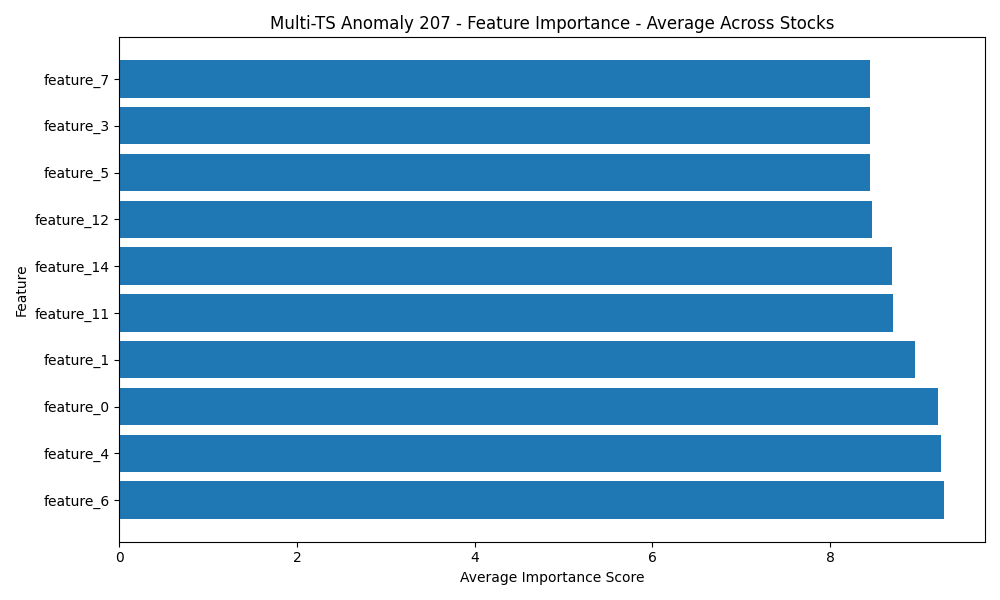 Multi-TS Anomaly 207 - Feature Importance - Average Across Stocks
feature_7
feature_3
feature_5
feature_12
feature_14
feature_11
feature_1
feature_0
feature_4
feature_6
Feature
0 2 4 6 8
Average Importance Score